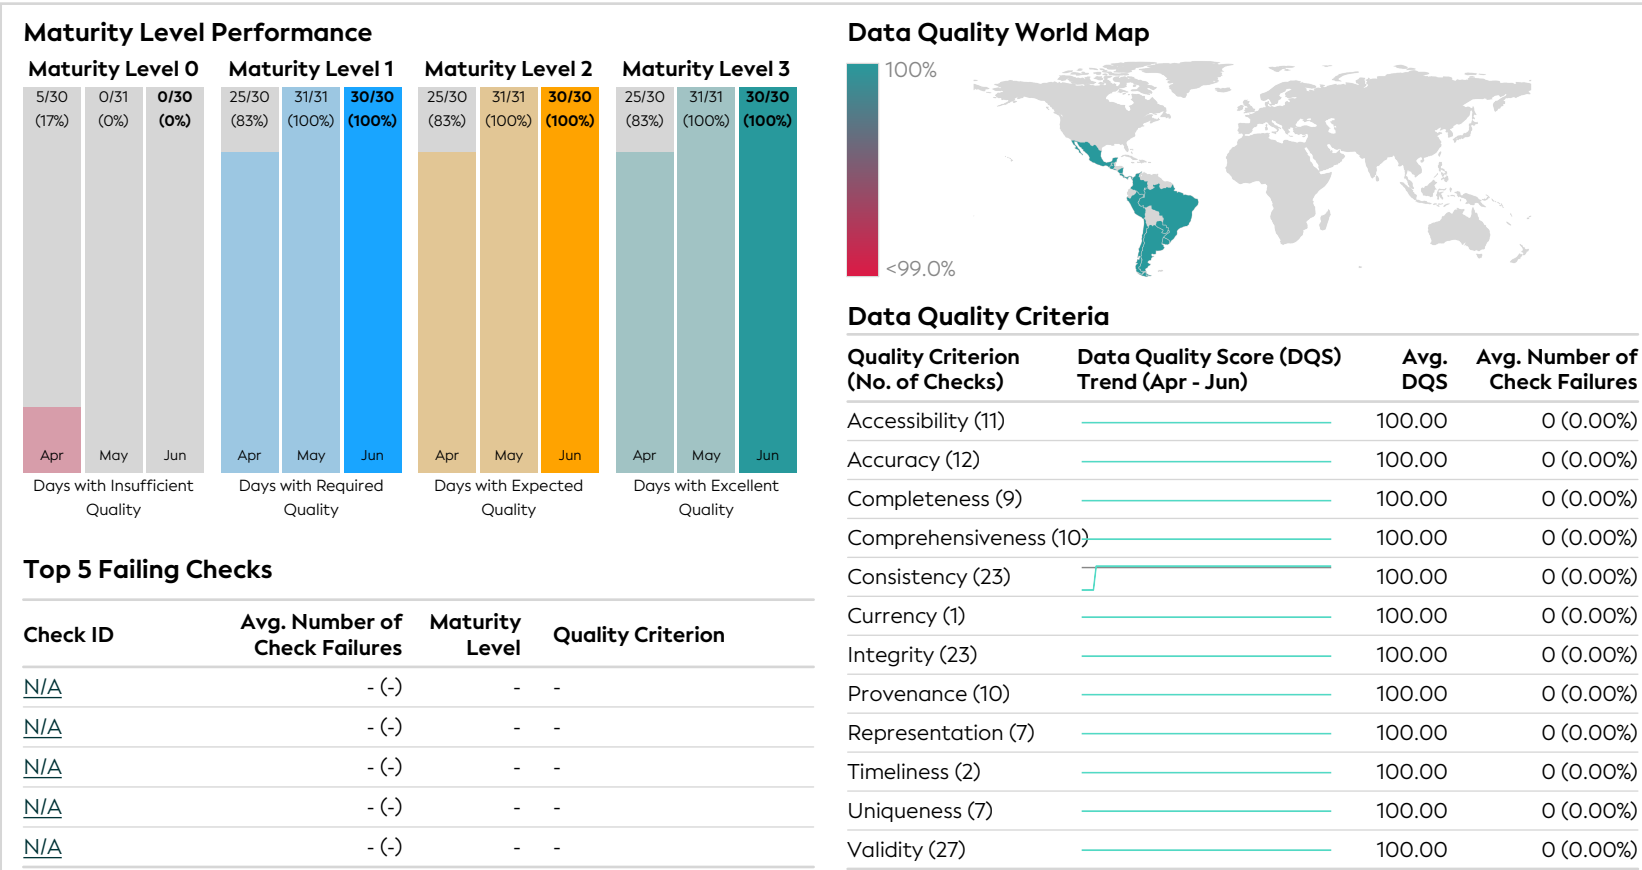 Maturity Level Performance
Maturity Level 0
Maturity Level 1
Maturity Level 2
Maturity Level 3
5/30 0/31 0/30
(17%) (0%) (0%)
25/30 31/31 30/30
(83%) (100%) (100%)
25/30 31/31 30/30
(83%) (100%) (100%)
25/30 31/31 30/30
(83%) (100%) (100%)
Apr May Jun
Apr May Jun
Apr May Jun
Apr May Jun
Days with Insufficient
Quality
Days with Required
Quality
Days with Expected
Quality
Days with Excellent
Quality
Top 5 Failing Checks
Check ID
Avg. Number of
Check Failures
Maturity
Level
Quality Criterion
N/A - (-) - -
N/A - (-) - -
N/A - (-) - -
N/A - (-) - -
N/A - (-) - -
Data Quality World Map
100%
<99.0%
Data Quality Criteria
Quality Criterion
(No. of Checks)
Data Quality Score (DQS)
Trend (Apr - Jun)
Avg.
DQS
Avg. Number of
Check Failures
Accessibility (11) 100.00 0 (0.00%)
Accuracy (12) 100.00 0 (0.00%)
Completeness (9) 100.00 0 (0.00%)
Comprehensiveness (10) 100.00 0 (0.00%)
Consistency (23) 100.00 0 (0.00%)
Currency (1) 100.00 0 (0.00%)
Integrity (23) 100.00 0 (0.00%)
Provenance (10) 100.00 0 (0.00%)
Representation (7) 100.00 0 (0.00%)
Timeliness (2) 100.00 0 (0.00%)
Uniqueness (7) 100.00 0 (0.00%)
Validity (27) 100.00 0 (0.00%)